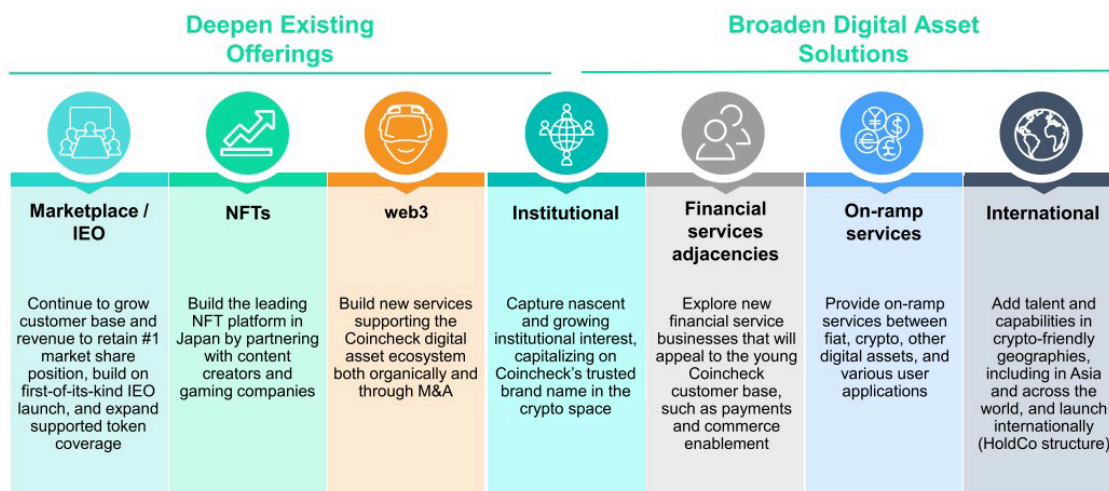 Deepen Existing
Offerings
Broaden Digital Asset
Solutions
¥
$
€
£
Marketplace /
IEO
Continue to grow
customer base and
revenue to retain #1
market share
position, build on
first-of-its-kind IEO
launch, and expand
supported token
coverage
NFTs
Build the leading
NFT platform in
Japan by partnering
with content
creators and
gaming companies
web3
Build new services
supporting the
Coincheck digital
asset ecosystem
both organically and
through M&A
Institutional
Capture nascent
and growing
institutional interest,
capitalizing on
Coincheck's trusted
brand name in the
crypto space
Financial
services
adjacencies
Explore new
financial service
businesses that will
appeal to the young
Coincheck
customer base,
such as payments
and commerce
enablement
On-ramp
services
Provide on-ramp
services between
fiat, crypto, other
digital assets, and
various user
applications
International
Add talent and
capabilities in
crypto-friendly
geographies,
including in Asia
and across the
world, and launch
internationally
(HoldCo structure)